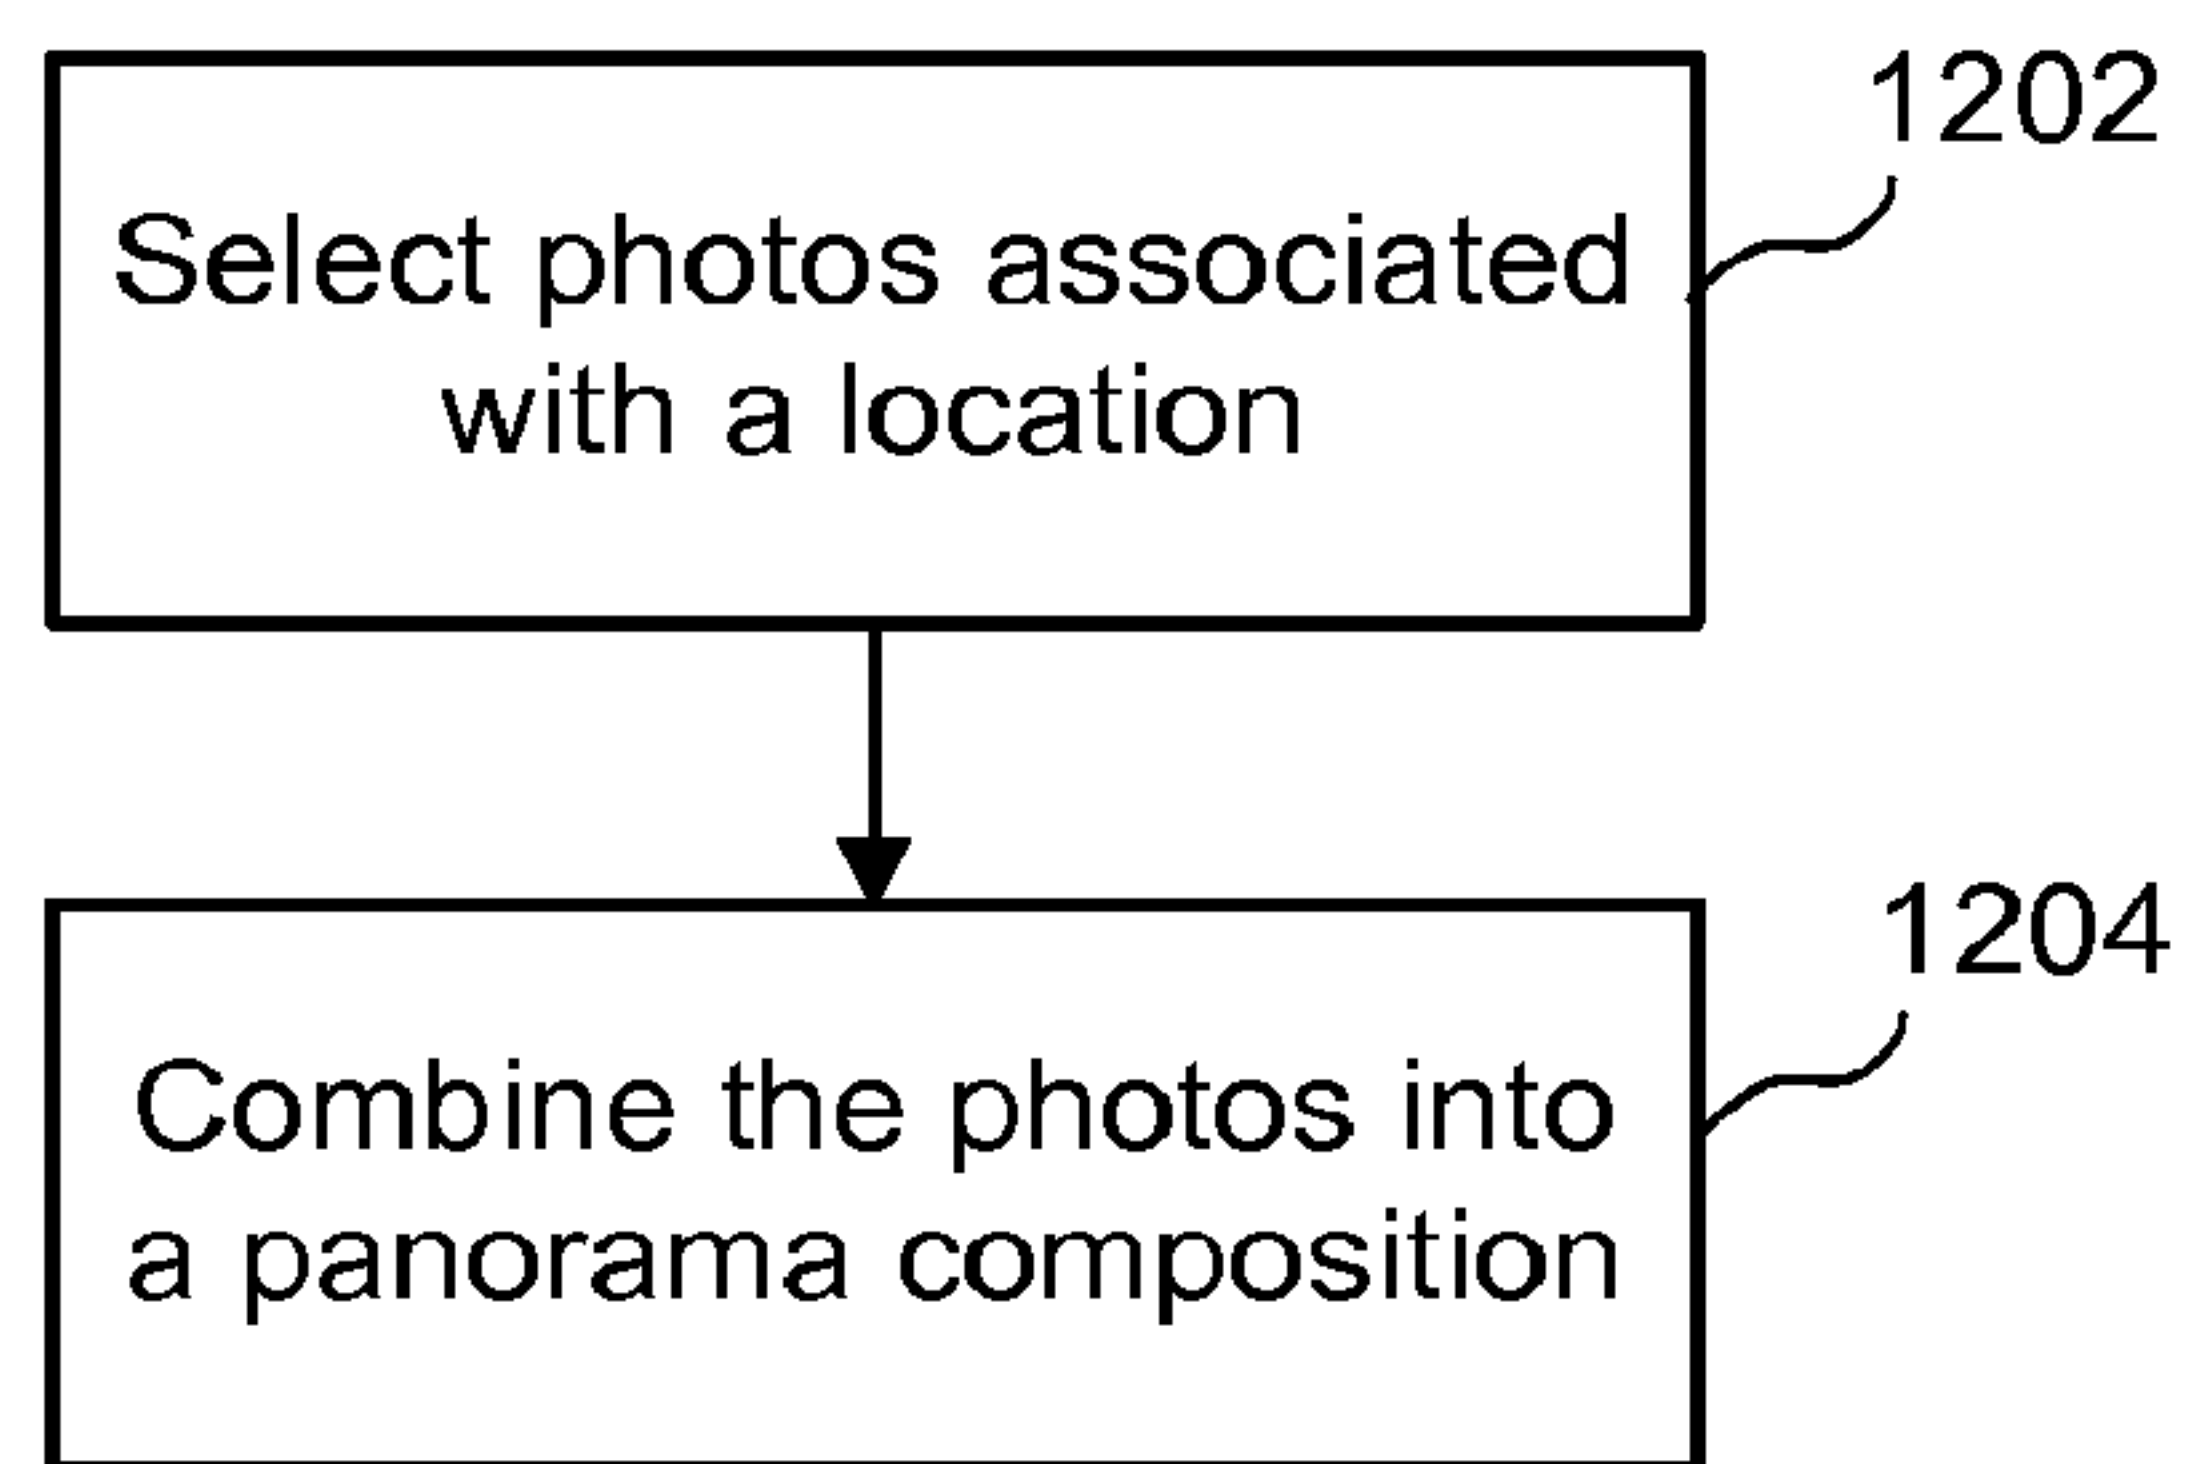 1202
Select photos associated
with a location
1204
Combine the photos into
a panorama composition